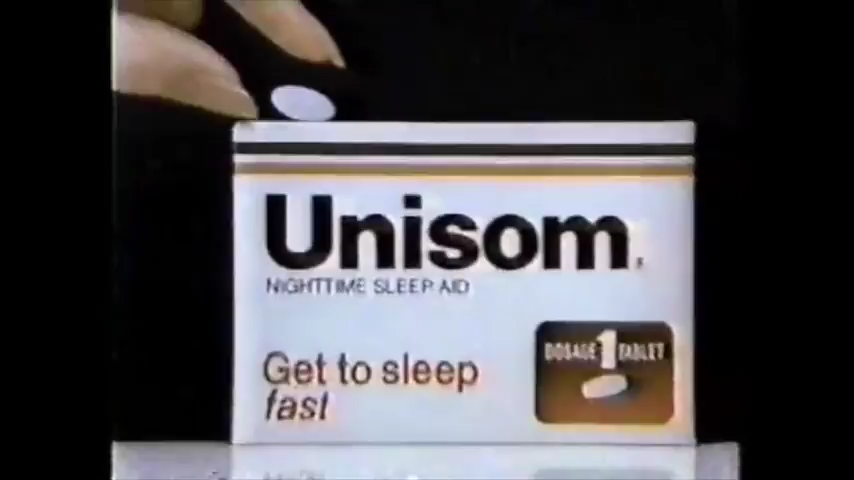 Unisom
NIGHTTIME SLEEP AID
DOSAGE 1 TABLET
Get to sleep
fast